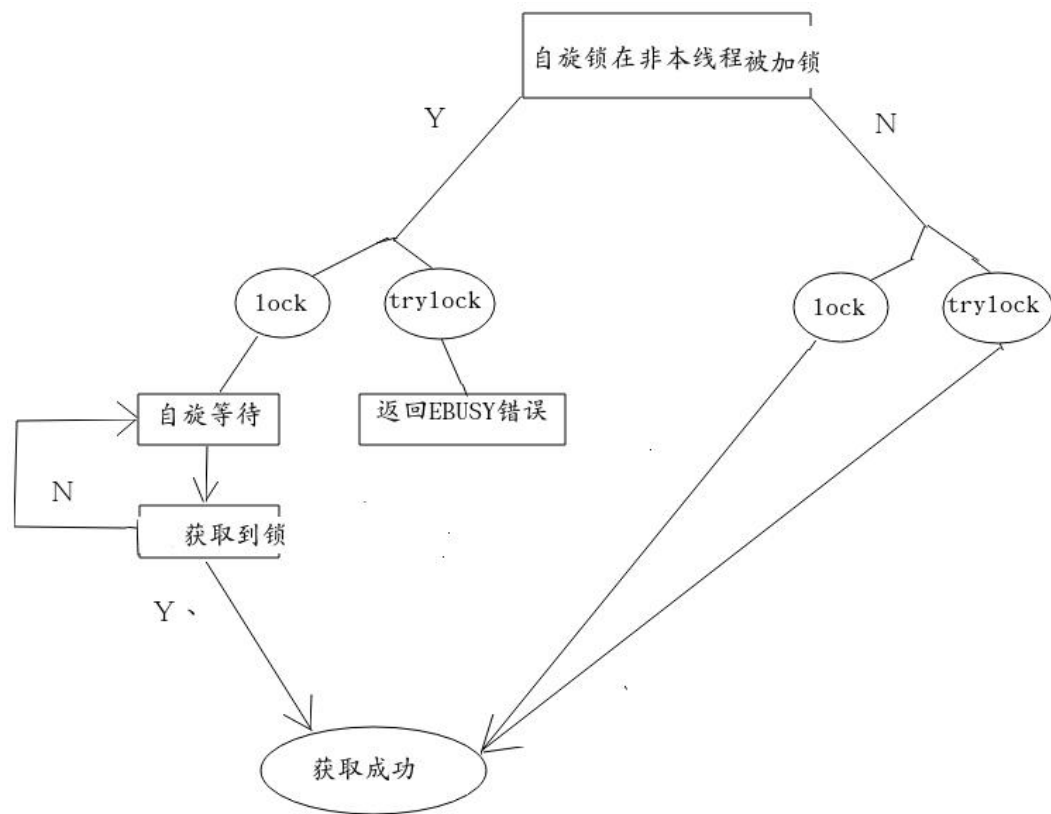 自旋锁在非本线程被加锁
Y
N
lock
trylock
lock
trylock
自旋等待
返回EBUSY错误
N
获取到锁
Y、
获取成功